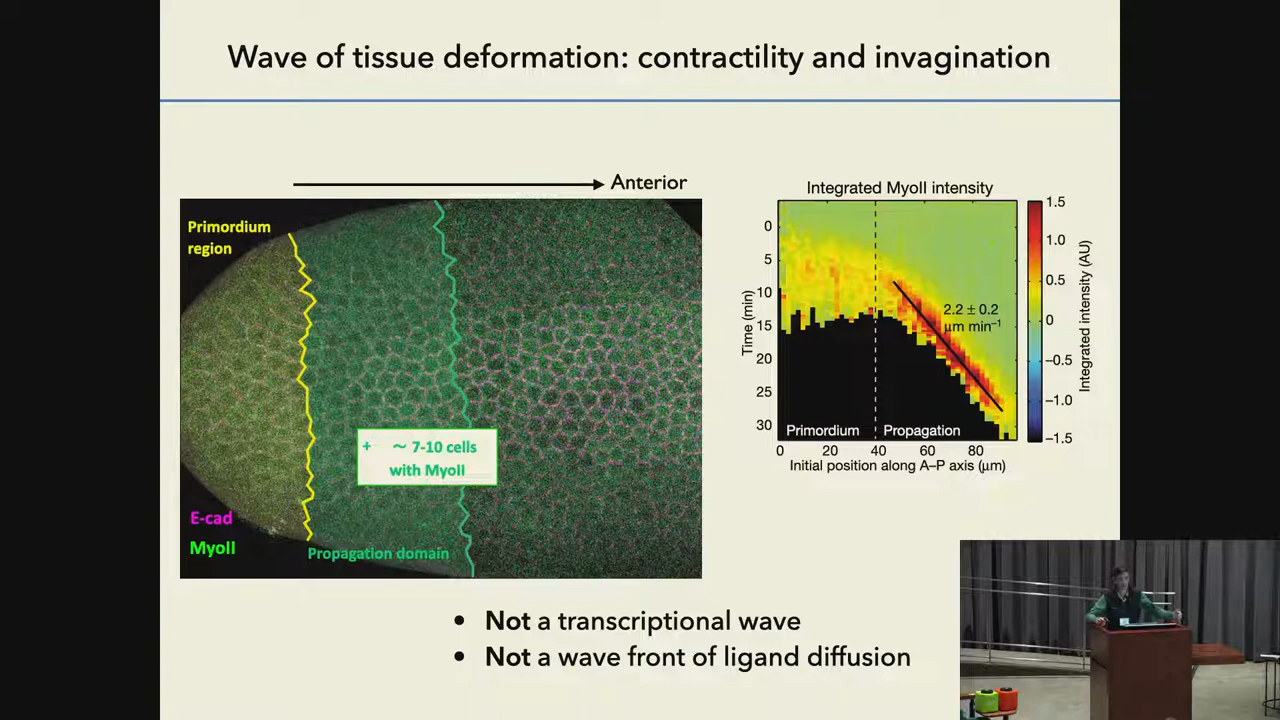 Wave of tissue deformation: contractility and invagination
Anterior
Primordium
region
+ ~ 7-10 cells
with MyoII
E-cad
MyoII
Propagation domain
Integrated MyoII intensity
Time (min)
0
5
10
15
20
25
30
2.2 ± 0.2
μm min⁻¹
Primordium
Propagation
0 20 40 60 80
Initial position along A–P axis (μm)
1.5
1.0
0.5
0
−0.5
−1.0
−1.5
Integrated intensity (AU)
• Not a transcriptional wave
• Not a wave front of ligand diffusion